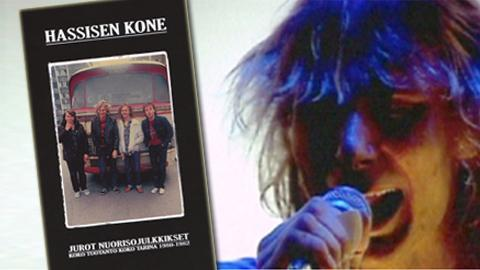 HASSISEN KONE
JUROT NUORISOJULKKIKSET
KOKO TUOTANTO KOKO TARINA 1980-1982